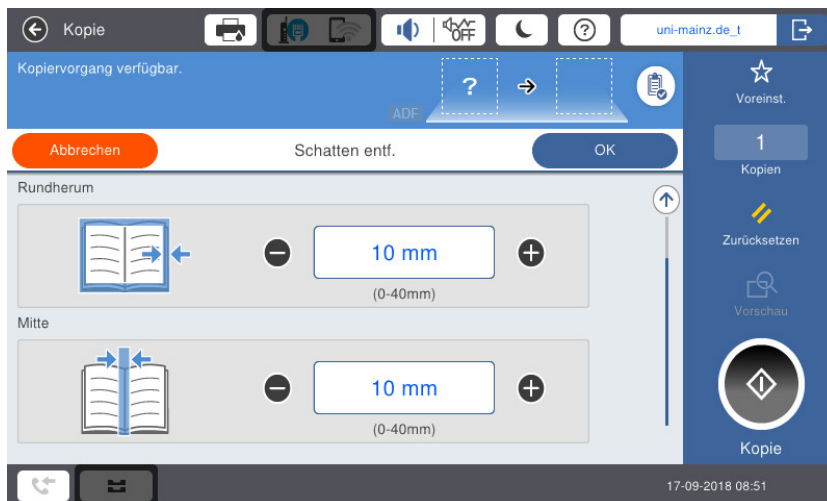 Kopie
OFF
?
uni-mainz.de_t
Kopiervorgang verfügbar.
?
ADF
Voreinst.
Abbrechen
Schatten entf.
OK
1
Kopien
Rundherum
10 mm
(0-40mm)
Zurücksetzen
Vorschau
Mitte
10 mm
(0-40mm)
Kopie
17-09-2018 08:51